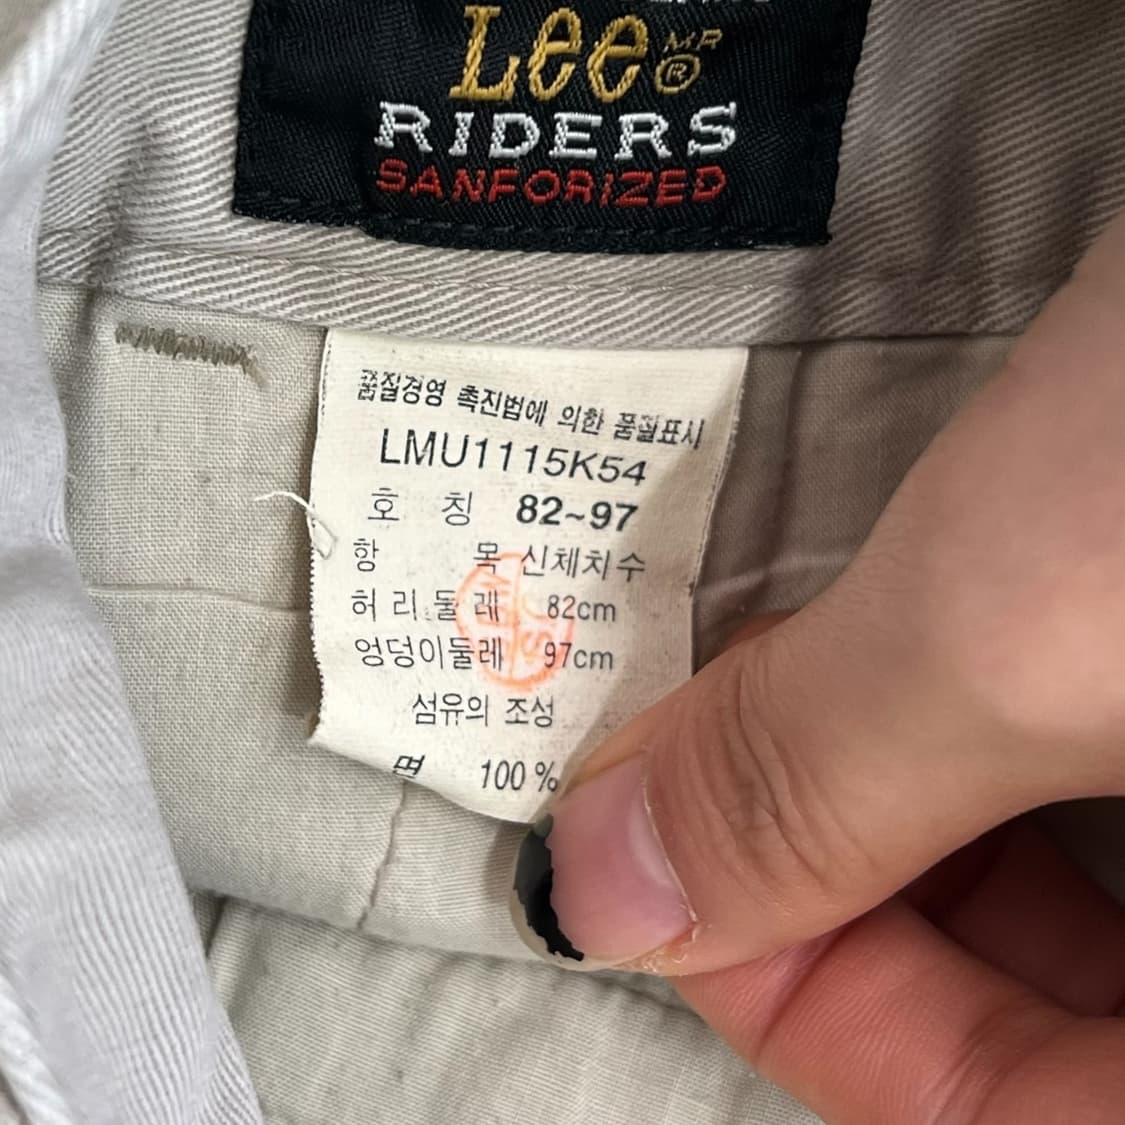 Lee MR ®
RIDERS
SANFORIZED
품질경영 촉진법에 의한 품질표시
LMU1115K54
호 칭 82~97
항 목 신체치수
허 리 둘 레 82cm
엉덩이둘레 97cm
섬유의 조성
면 100%